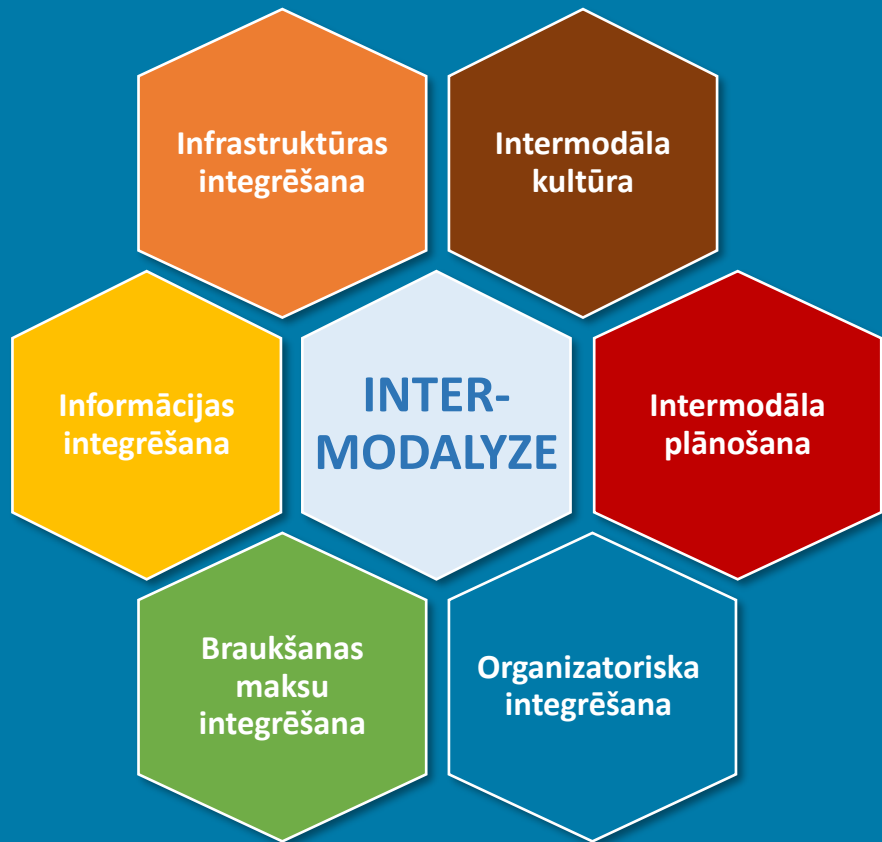 Infrastruktūras
integrēšana
Intermodāla
kultūra
Informācijas
integrēšana
INTER-
MODALYZE
Intermodāla
plānošana
Braukšanas
maksu
integrēšana
Organizatoriska
integrēšana